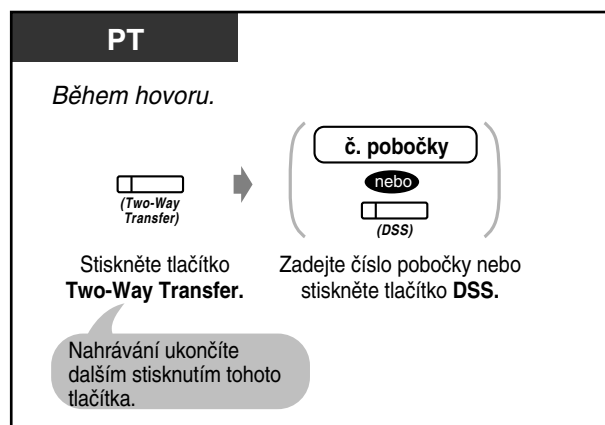 PT
Během hovoru.
č. pobočky
nebo
(Two-Way
Transfer)
(DSS)
Stiskněte tlačítko
Two-Way Transfer.
Zadejte číslo pobočky nebo
stiskněte tlačítko DSS.
Nahrávání ukončíte
dalším stisknutím tohoto
tlačítka.